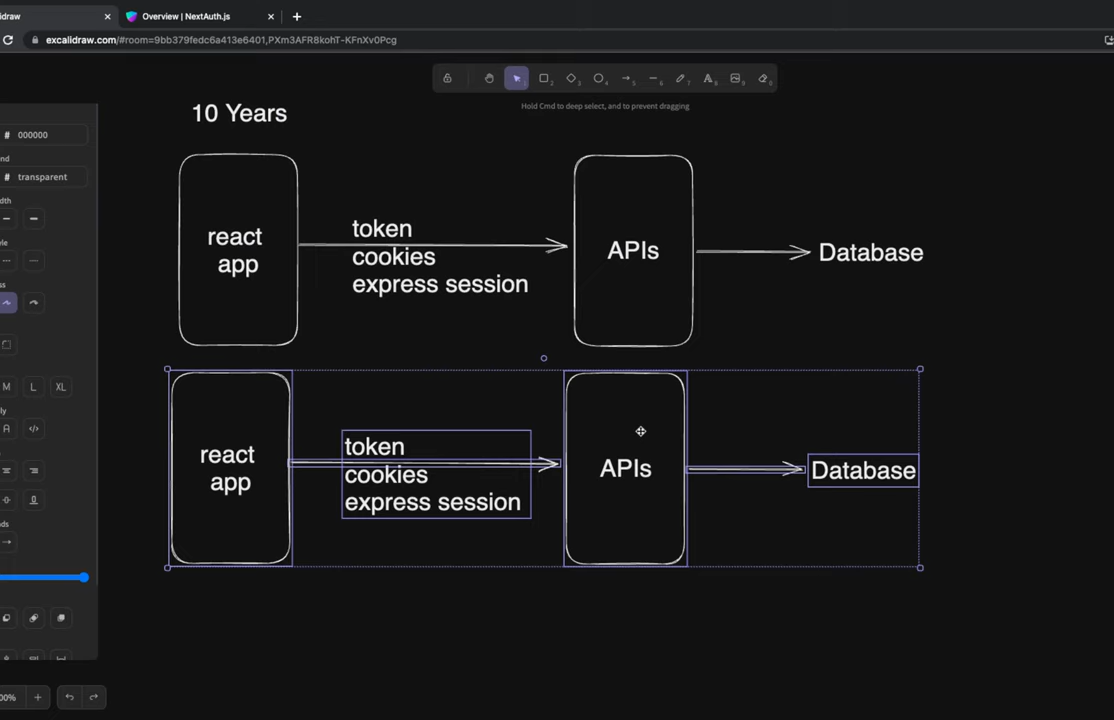 draw
Overview | NextAuth.js
excalidraw.com/#room=9bb379fedc6a413e6401,PXm3AFR8kohT-KFnXv0Pcg
Hold Cmd to deep select, and to prevent dragging
# 000000
# transparent
M L XL
10 Years
react
app
token
cookies
express session
APIs
Database
react
app
token
cookies
express session
APIs
Database